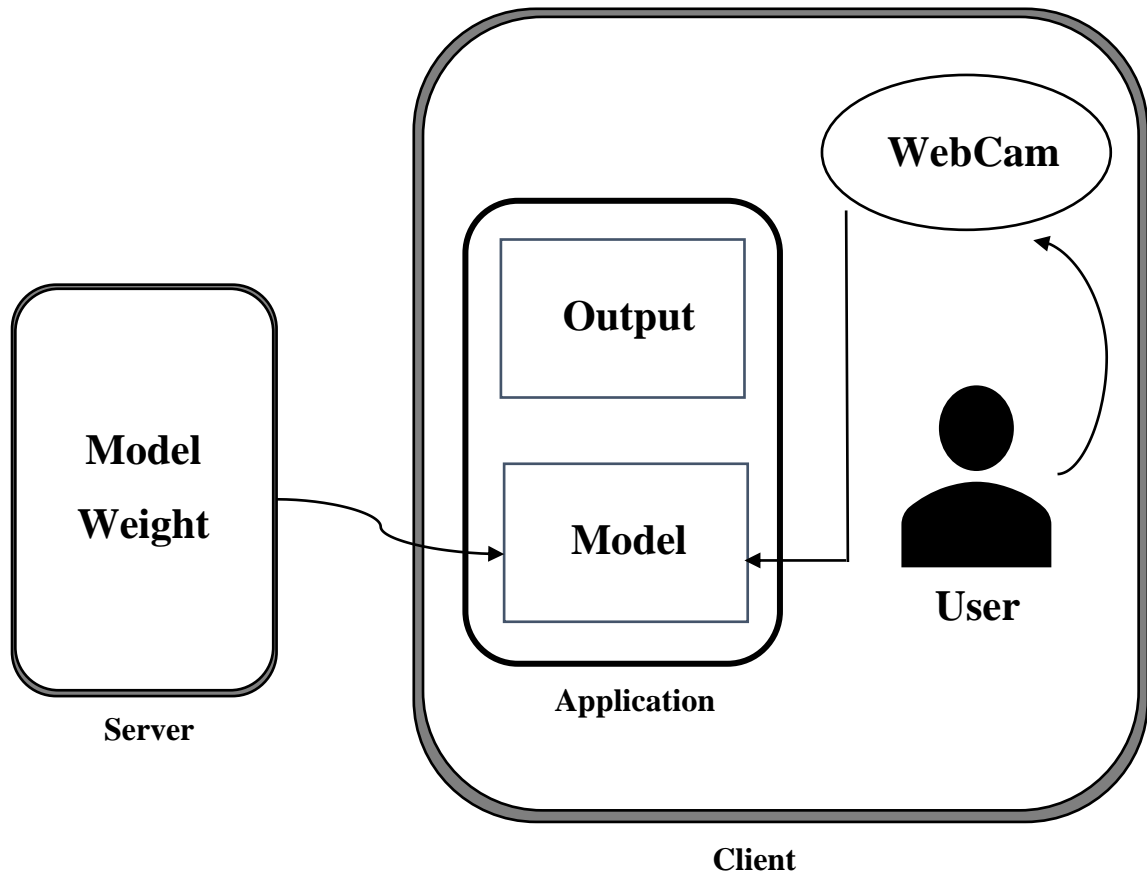 WebCam
Output
Model
Weight
Model
User
Application
Server
Client